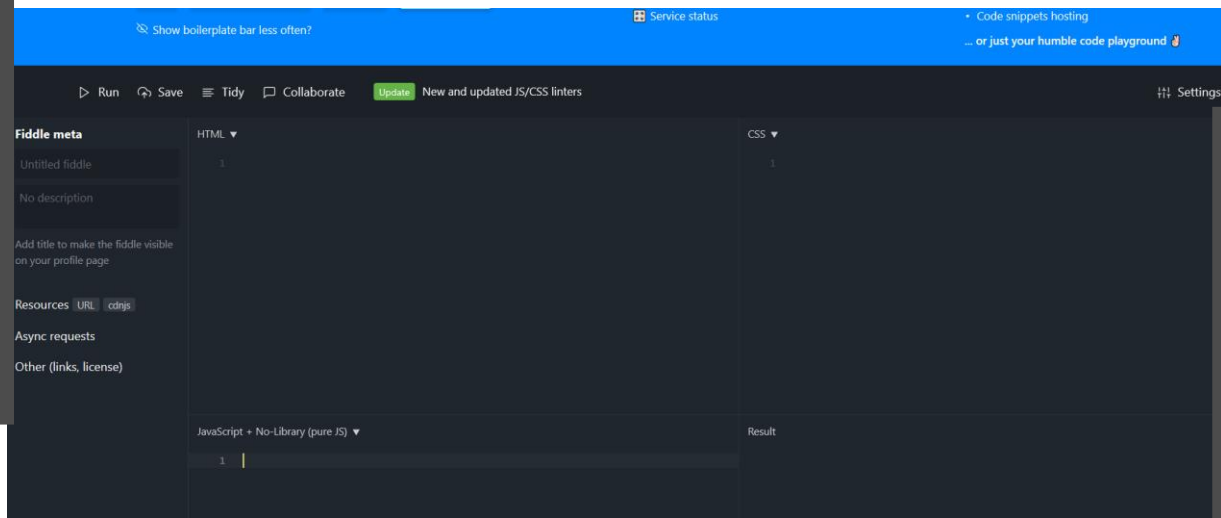 Show boilerplate bar less often?
Service status
• Code snippets hosting
... or just your humble code playground ✌🏻
Run Save Tidy Collaborate Update New and updated JS/CSS linters Settings
Fiddle meta
Untitled fiddle
No description
Add title to make the fiddle visible
on your profile page
Resources URL cdnjs
Async requests
Other (links, license)
HTML ▼
1
CSS ▼
1
JavaScript + No-Library (pure JS) ▼
1
Result